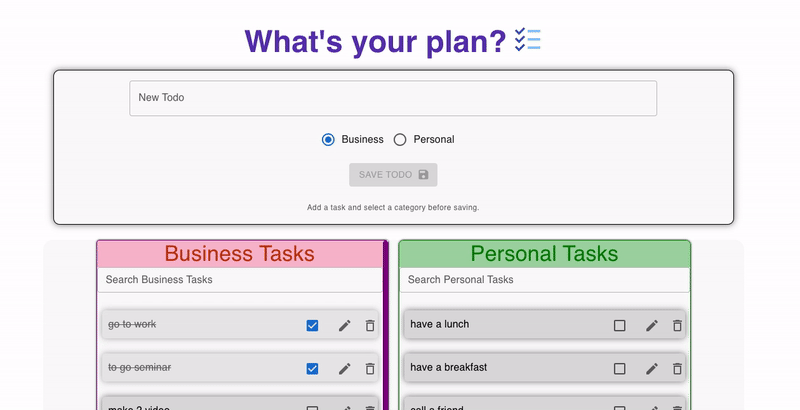 What's your plan?
New Todo
Business Personal
SAVE TODO
Add a task and select a category before saving.
Business Tasks Personal Tasks
Search Business Tasks Search Personal Tasks
go to work have a lunch
to go seminar have a breakfast
make 2 video call a friend